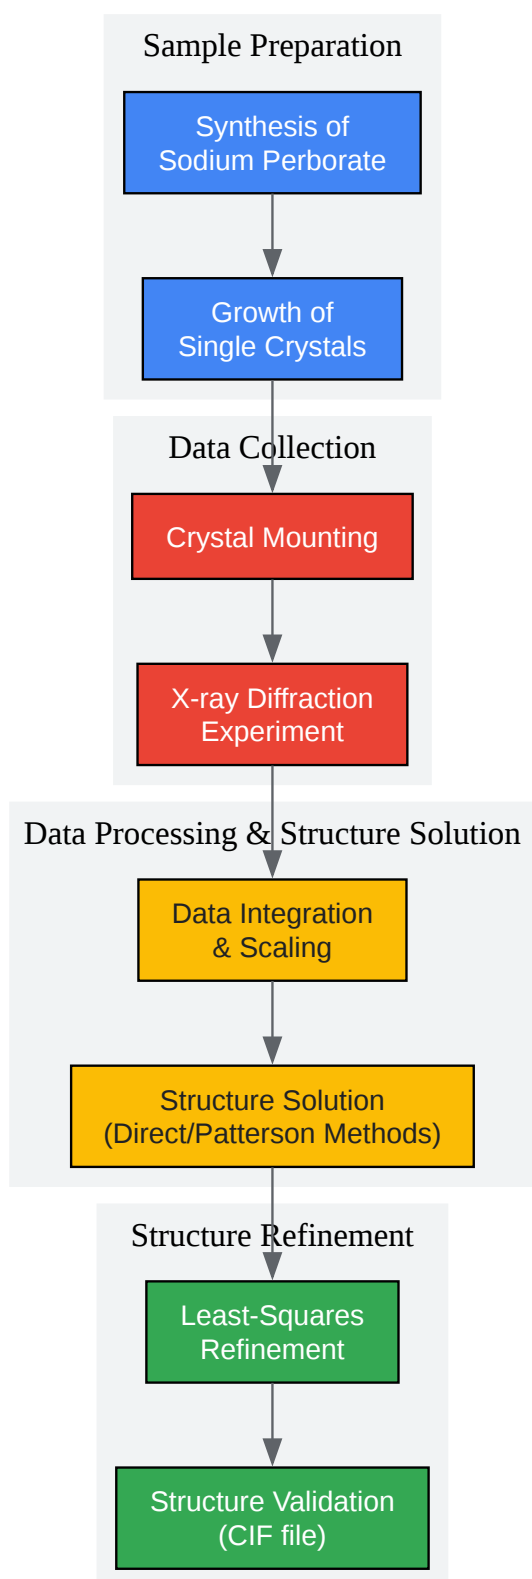 Sample Preparation
Synthesis of
Sodium Perborate
Growth of
Single Crystals
Data Collection
Crystal Mounting
X-ray Diffraction
Experiment
Data Processing & Structure Solution
Data Integration
& Scaling
Structure Solution
(Direct/Patterson Methods)
Structure Refinement
Least-Squares
Refinement
Structure Validation
(CIF file)